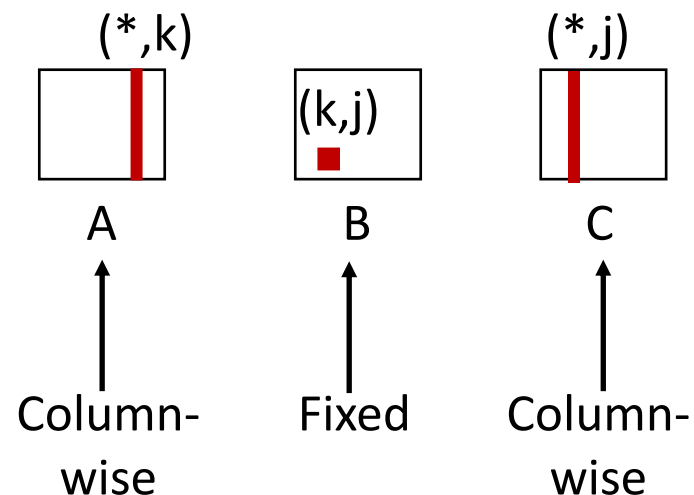 (*,k)
(*,j)
(k,j)
A
B
C
Column-
wise
Fixed
Column-
wise